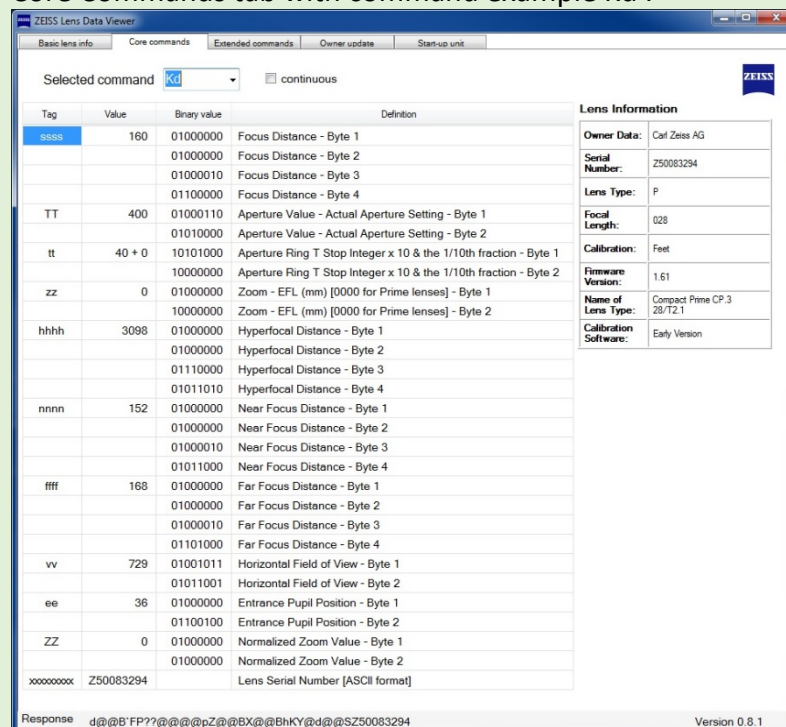 Core Commands tab with command example Kd :
ZEISS Lens Data Viewer
Basic lens info Core commands Extended commands Owner update Start-up unit
Selected command Kd continuous
ZEISS
Tag Value Binary value Definition
ssss 160 01000000 Focus Distance - Byte 1
01000000 Focus Distance - Byte 2
01000010 Focus Distance - Byte 3
01100000 Focus Distance - Byte 4
TT 400 01000110 Aperture Value - Actual Aperture Setting - Byte 1
01010000 Aperture Value - Actual Aperture Setting - Byte 2
tt 40 + 0 10101000 Aperture Ring T Stop Integer x 10 & the 1/10th fraction - Byte 1
10000000 Aperture Ring T Stop Integer x 10 & the 1/10th fraction - Byte 2
zz 0 01000000 Zoom - EFL (mm) [0000 for Prime lenses] - Byte 1
10000000 Zoom - EFL (mm) [0000 for Prime lenses] - Byte 2
hhhh 3098 01000000 Hyperfocal Distance - Byte 1
01000000 Hyperfocal Distance - Byte 2
01110000 Hyperfocal Distance - Byte 3
01011010 Hyperfocal Distance - Byte 4
nnnn 152 01000000 Near Focus Distance - Byte 1
01000000 Near Focus Distance - Byte 2
01000010 Near Focus Distance - Byte 3
01011000 Near Focus Distance - Byte 4
ffff 168 01000000 Far Focus Distance - Byte 1
01000000 Far Focus Distance - Byte 2
01000010 Far Focus Distance - Byte 3
01101000 Far Focus Distance - Byte 4
vv 729 01001011 Horizontal Field of View - Byte 1
01011001 Horizontal Field of View - Byte 2
ee 36 01000000 Entrance Pupil Position - Byte 1
01100100 Entrance Pupil Position - Byte 2
ZZ 0 01000000 Normalized Zoom Value - Byte 1
01000000 Normalized Zoom Value - Byte 2
xxxxxxxxx Z50083294 Lens Serial Number [ASCII format]
Lens Information
Owner Data: Carl Zeiss AG
Serial Number: Z50083294
Lens Type: P
Focal Length: 028
Calibration: Feet
Firmware Version: 1.61
Name of Lens Type: Compact Prime CP.3 28/T2.1
Calibration Software: Early Version
Response d@@B`FP??@@@@pZ@@BX@@BhKY@d@@SZ50083294 Version 0.8.1